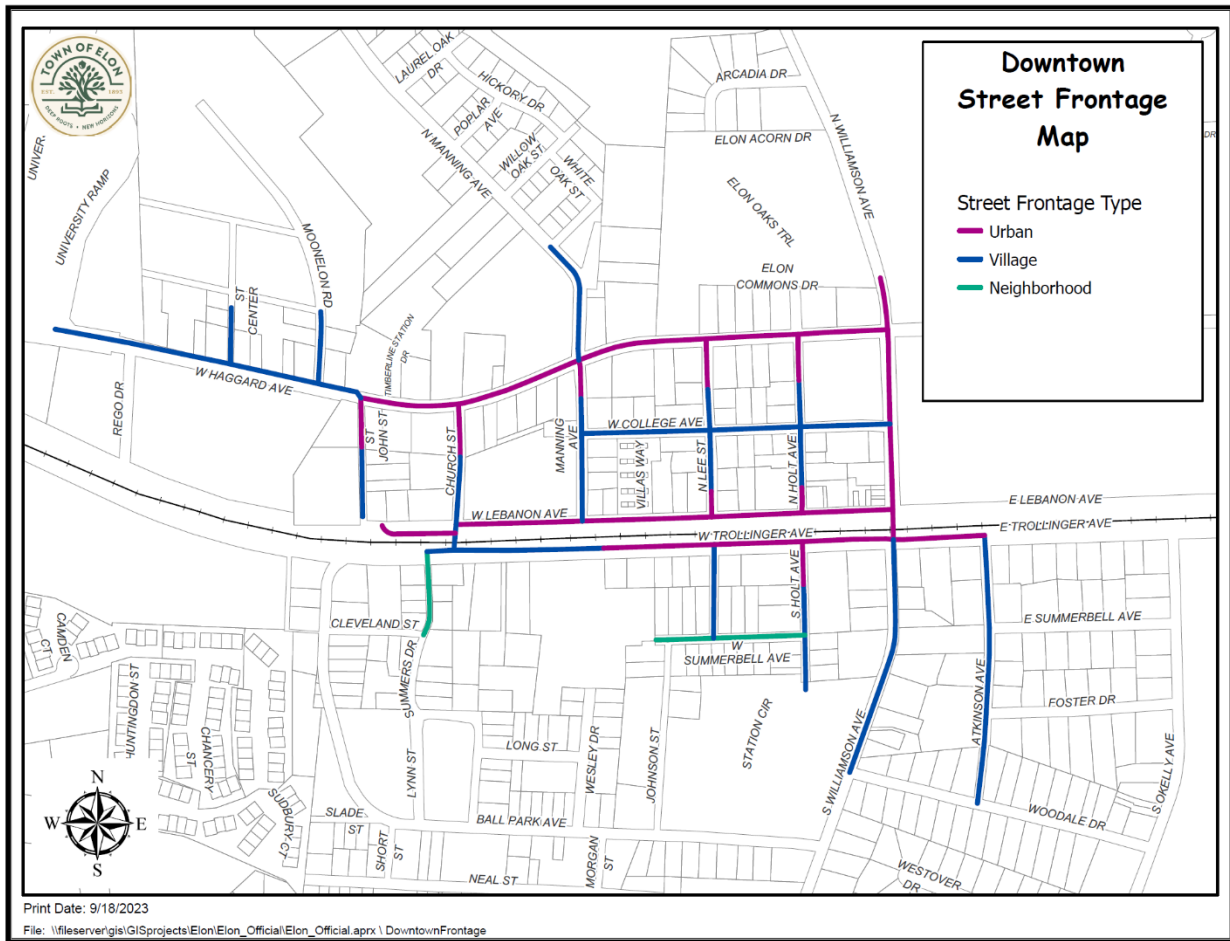 TOWN OF ELON
EST. 1893
DEEP ROOTS • NEW HORIZONS
Downtown
Street Frontage
Map
Street Frontage Type
Urban
Village
Neighborhood
LAUREL OAK
DR
HICKORY DR
POPLAR
AVE
WILLOW
OAK ST
WHITE
OAK ST
N MANNING AVE
ARCADIA DR
ELON ACORN DR
N WILLIAMSON AVE
ELON OAKS TRL
ELON
COMMONS DR
DR
UNIVER
UNIVER
UNIVERSITY RAMP
MOONELON RD
ST
CENTER
TIMBERLINE STATION
DR
W HAGGARD AVE
REGO DR
ST
JOHN ST
CHURCH ST
MANNING
AVE
W COLLEGE AVE
VILLAS WAY
N LEE ST
N HOLT AVE
W LEBANON AVE
E LEBANON AVE
W TROLLINGER AVE
E TROLLINGER AVE
S HOLT AVE
CLEVELAND ST
SUMMERS DR
W
SUMMERBELL AVE
E SUMMERBELL AVE
CAMDEN
CT
HUNTINGDON ST
CHANCERY
ST
SUDBURY CT
LYNN ST
LONG ST
WESLEY DR
JOHNSON ST
STATION CIR
S WILLIAMSON AVE
ATKINSON AVE
FOSTER DR
S OKELLY AVE
WOODALE DR
SLADE
ST
SHORT
ST
BALL PARK AVE
NEAL ST
MORGAN
ST
WESTOVER
DR
N
W
E
S
Print Date: 9/18/2023
File: \\fileserver\gis\GISprojects\Elon\Elon_Official\Elon_Official.aprx \ DowntownFrontage